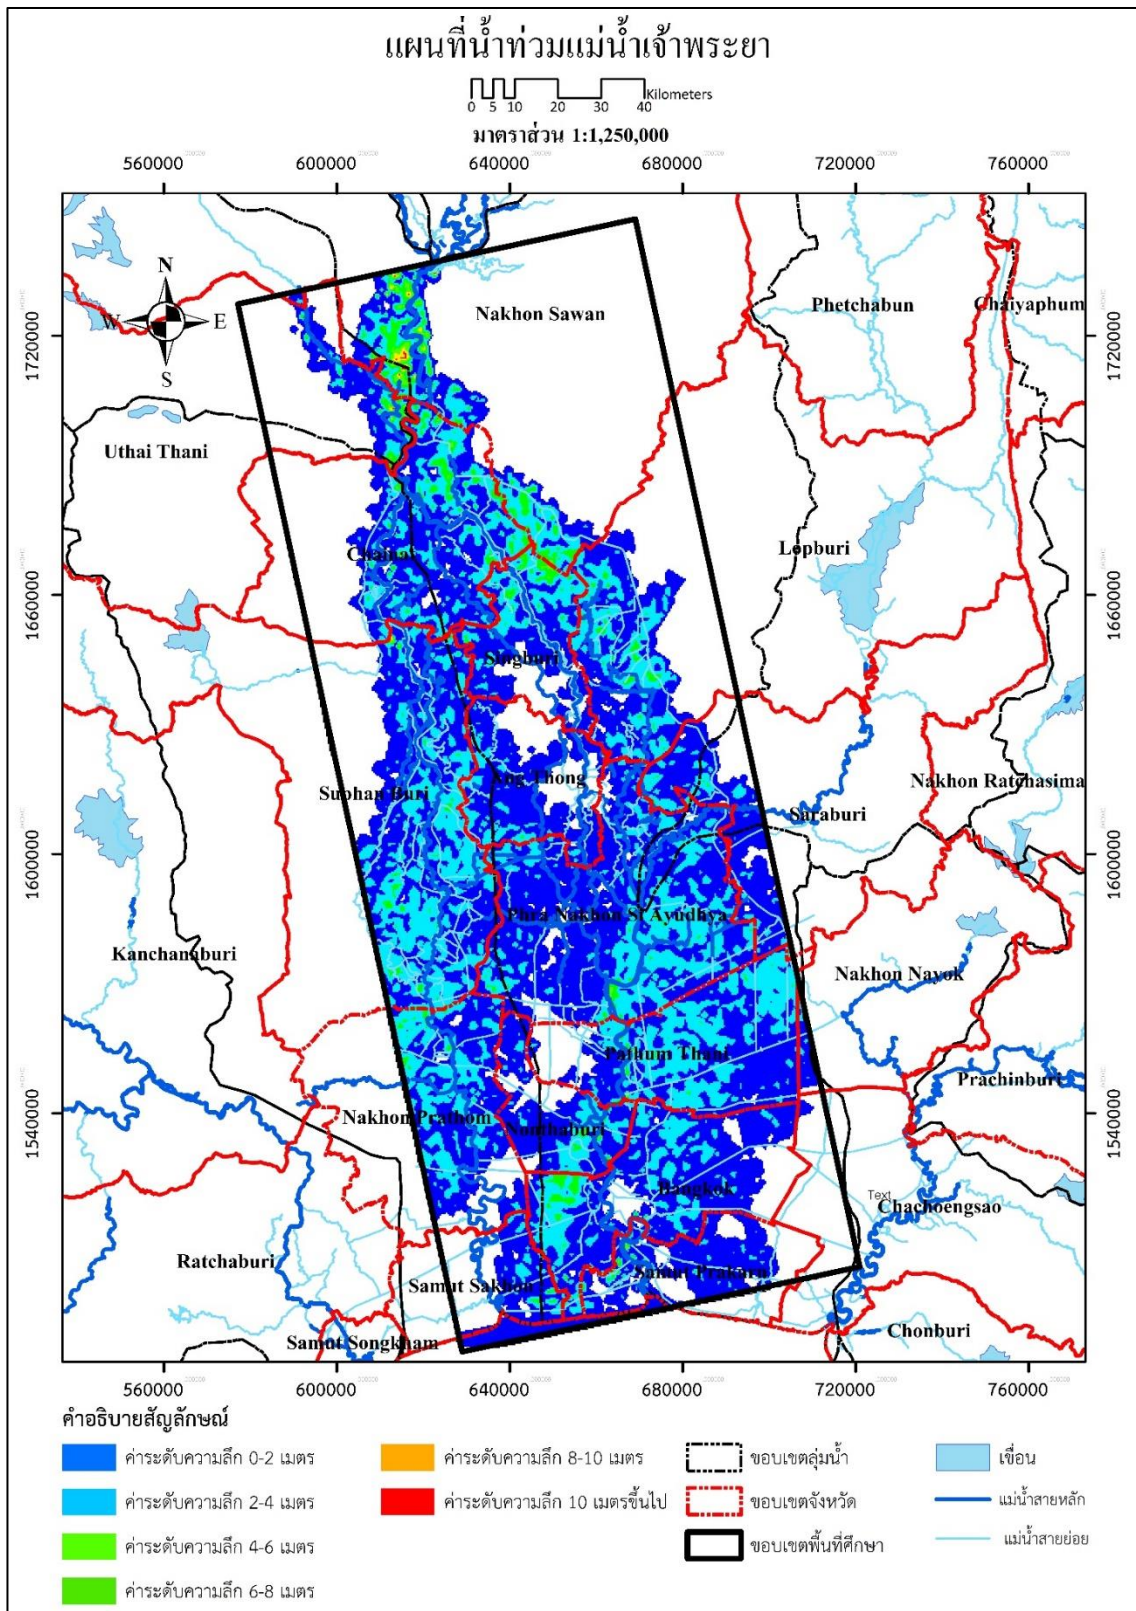 แผนที่น้ำท่วมแม่น้ำเจ้าพระยา
Kilometers
0 5 10 20 30 40
มาตราส่วน 1:1,250,000
560000 600000 640000 680000 720000 760000
N
W E
S
Nakhon Sawan
Phetchabun
Chaiyaphum
1720000
1720000
Uthai Thani
Chainat
Lopburi
1660000
1660000
Singburi
Ang Thong
Suphan Buri
Nakhon Ratchasima
Saraburi
1600000
1600000
Phra Nakhon Si Ayudhya
Kanchanaburi
Nakhon Nayok
Pathum Thani
Prachinburi
1540000
1540000
Nakhon Prathom
Nonthaburi
Bangkok
Text
Chachoengsao
Ratchaburi
Samut Sakhon
Samut Prakarn
Samut Songkham
Chonburi
560000 600000 640000 680000 720000 760000
คำอธิบายสัญลักษณ์
ค่าระดับความลึก 0-2 เมตร
ค่าระดับความลึก 2-4 เมตร
ค่าระดับความลึก 4-6 เมตร
ค่าระดับความลึก 6-8 เมตร
ค่าระดับความลึก 8-10 เมตร
ค่าระดับความลึก 10 เมตรขึ้นไป
ขอบเขตลุ่มน้ำ
ขอบเขตจังหวัด
ขอบเขตพื้นที่ศึกษา
เขื่อน
แม่น้ำสายหลัก
แม่น้ำสายย่อย